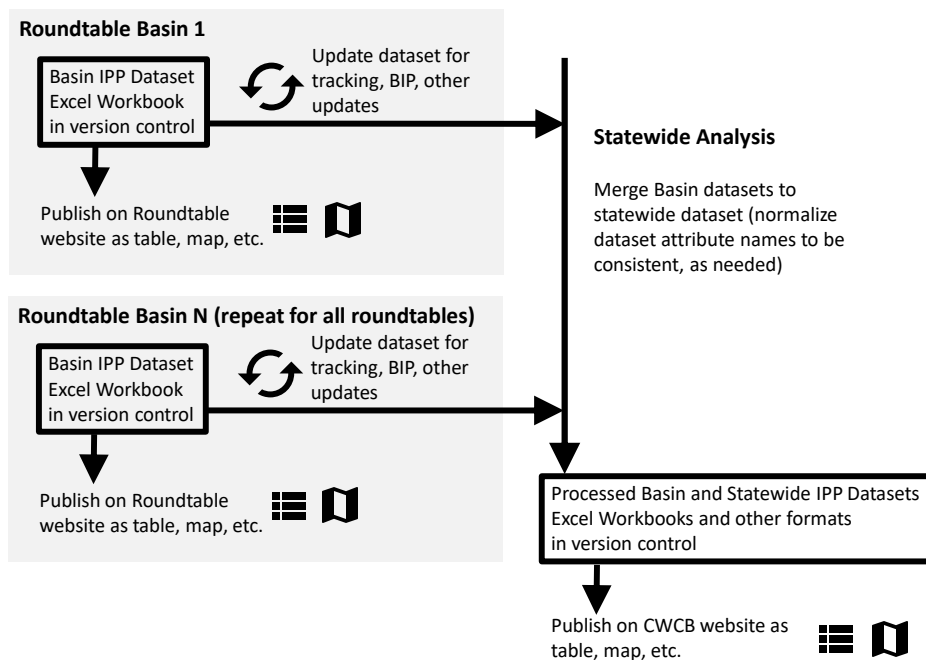 Roundtable Basin 1
Basin IPP Dataset
Excel Workbook
in version control
Update dataset for
tracking, BIP, other
updates
Publish on Roundtable
website as table, map, etc.
Statewide Analysis
Merge Basin datasets to
statewide dataset (normalize
dataset attribute names to be
consistent, as needed)
Roundtable Basin N (repeat for all roundtables)
Basin IPP Dataset
Excel Workbook
in version control
Update dataset for
tracking, BIP, other
updates
Publish on Roundtable
website as table, map, etc.
Processed Basin and Statewide IPP Datasets
Excel Workbooks and other formats
in version control
Publish on CWCB website as
table, map, etc.